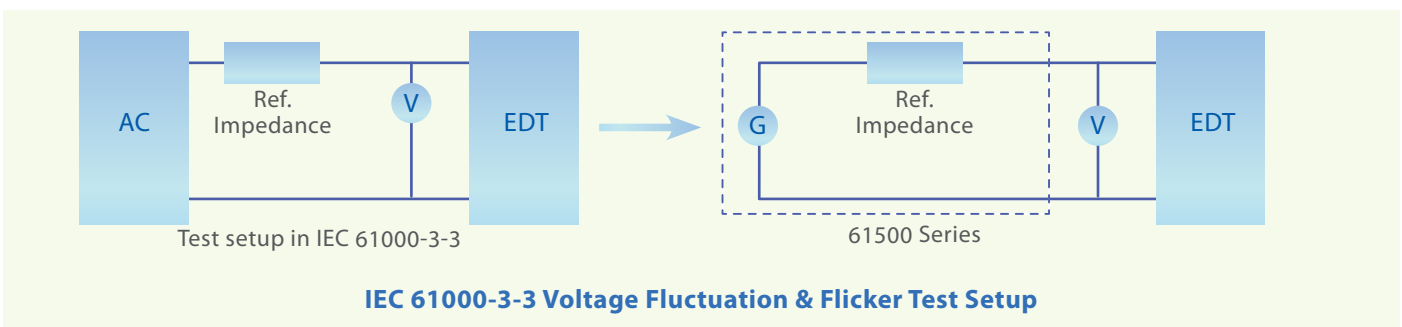 AC
Ref.
Impedance
V
EDT
Test setup in IEC 61000-3-3
G
Ref.
Impedance
V
EDT
61500 Series
IEC 61000-3-3 Voltage Fluctuation & Flicker Test Setup